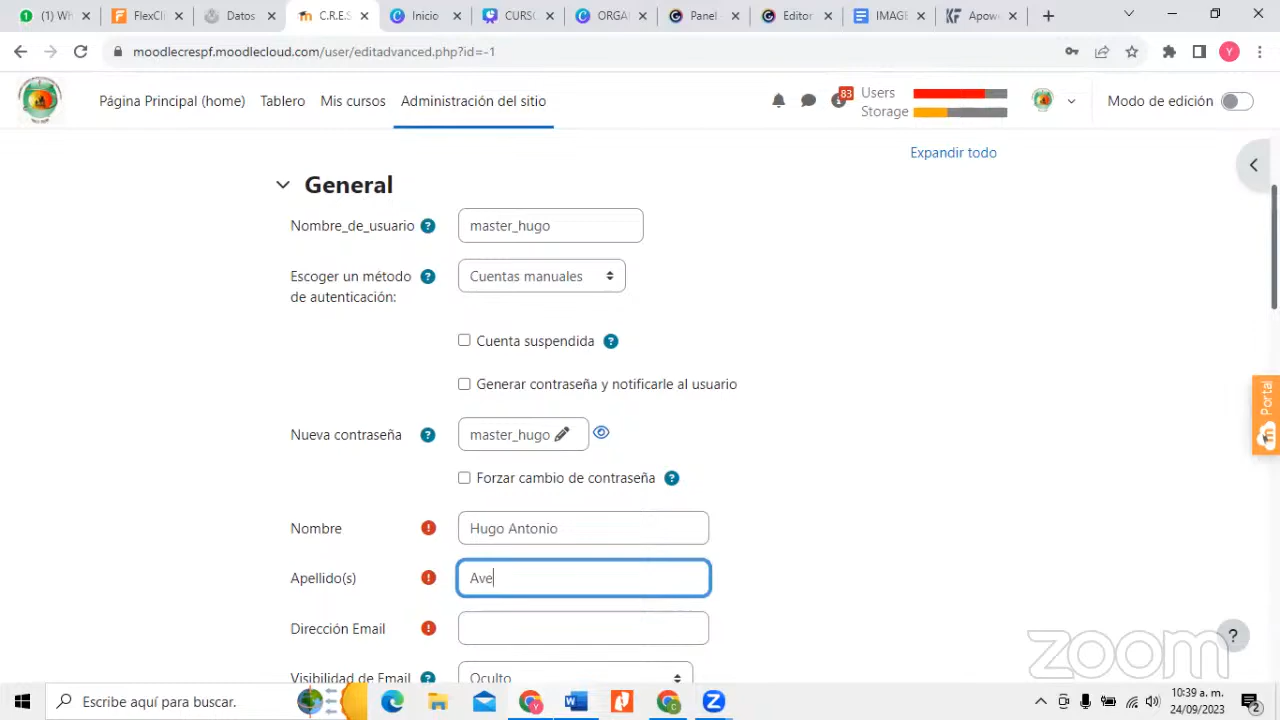 (1) Wh
Flexi
Datos
C.R.E.S
Inicio
CURSO
ORGA
Panel
Editor
IMAGE
Apowe
moodlecrespf.moodlecloud.com/user/editadvanced.php?id=-1
Y
Página Principal (home) Tablero Mis cursos Administración del sitio
83
Users
Storage
Modo de edición
Expandir todo
General
Nombre_de_usuario ? master_hugo
Escoger un método
de autenticación:
? Cuentas manuales
Cuenta suspendida ?
Generar contraseña y notificarle al usuario
Nueva contraseña ? master_hugo
Forzar cambio de contraseña ?
Nombre ! Hugo Antonio
Apellido(s) ! Ave
Dirección Email !
Visibilidad de Email ? Oculto
Portal
?
zoom
Escribe aquí para buscar.
10:39 a. m.
24/09/2023
2